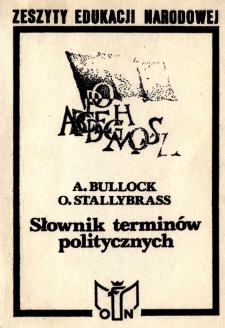 ZESZYTY EDUKACJI NARODOWEJ
A. BULLOCK
O. STALLYBRASS
Słownik terminów
politycznych
O N